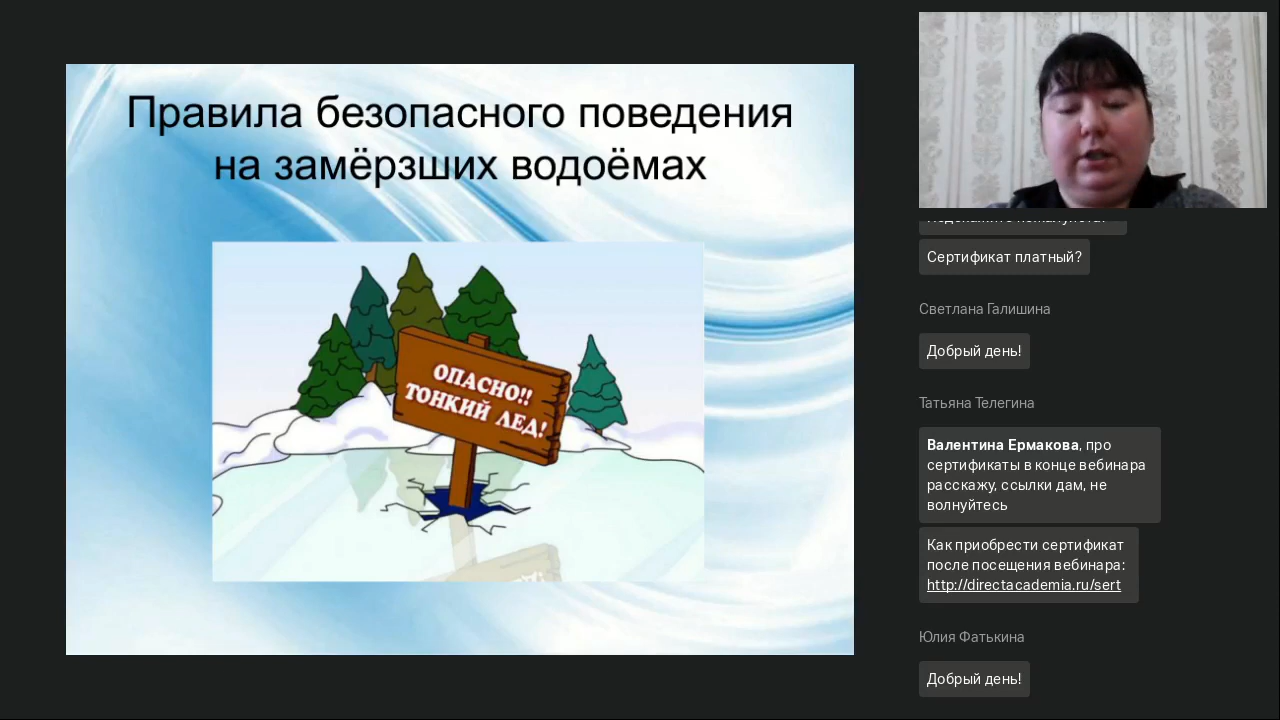 Правила безопасного поведения
на замёрзших водоёмах
ОПАСНО!!
ТОНКИЙ ЛЕД!
Сертификат платный?
Светлана Галишина
Добрый день!
Татьяна Телегина
Валентина Ермакова, про
сертификаты в конце вебинара
расскажу, ссылки дам, не
волнуйтесь
Как приобрести сертификат
после посещения вебинара:
http://directacademia.ru/sert
Юлия Фатькина
Добрый день!